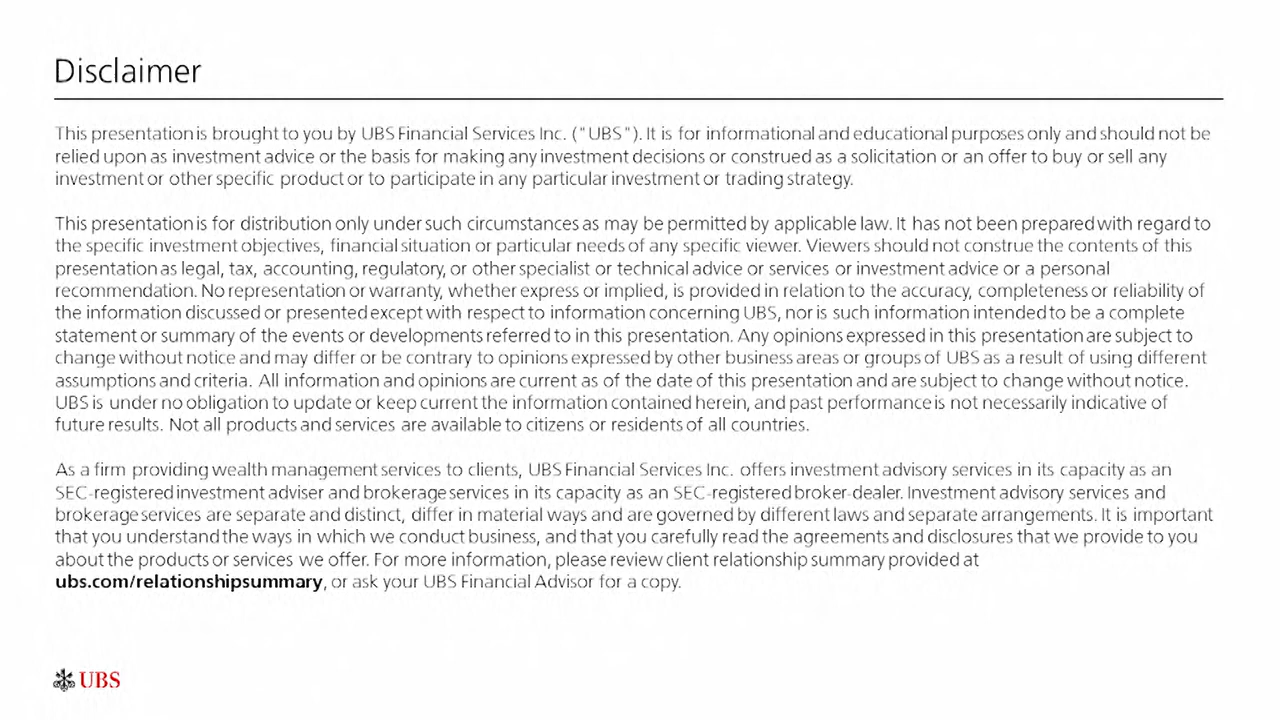 Disclaimer
This presentation is brought to you by UBS Financial Services Inc. ("UBS"). It is for informational and educational purposes only and should not be
relied upon as investment advice or the basis for making any investment decisions or construed as a solicitation or an offer to buy or sell any
investment or other specific product or to participate in any particular investment or trading strategy.
This presentation is for distribution only under such circumstances as may be permitted by applicable law. It has not been prepared with regard to
the specific investment objectives, financial situation or particular needs of any specific viewer. Viewers should not construe the contents of this
presentation as legal, tax, accounting, regulatory, or other specialist or technical advice or services or investment advice or a personal
recommendation. No representation or warranty, whether express or implied, is provided in relation to the accuracy, completeness or reliability of
the information discussed or presented except with respect to information concerning UBS, nor is such information intended to be a complete
statement or summary of the events or developments referred to in this presentation. Any opinions expressed in this presentation are subject to
change without notice and may differ or be contrary to opinions expressed by other business areas or groups of UBS as a result of using different
assumptions and criteria. All information and opinions are current as of the date of this presentation and are subject to change without notice.
UBS is under no obligation to update or keep current the information contained herein, and past performance is not necessarily indicative of
future results. Not all products and services are available to citizens or residents of all countries.
As a firm providing wealth management services to clients, UBS Financial Services Inc. offers investment advisory services in its capacity as an
SEC-registered investment adviser and brokerage services in its capacity as an SEC-registered broker-dealer. Investment advisory services and
brokerage services are separate and distinct, differ in material ways and are governed by different laws and separate arrangements. It is important
that you understand the ways in which we conduct business, and that you carefully read the agreements and disclosures that we provide to you
about the products or services we offer. For more information, please review client relationship summary provided at
ubs.com/relationshipsummary, or ask your UBS Financial Advisor for a copy.
UBS